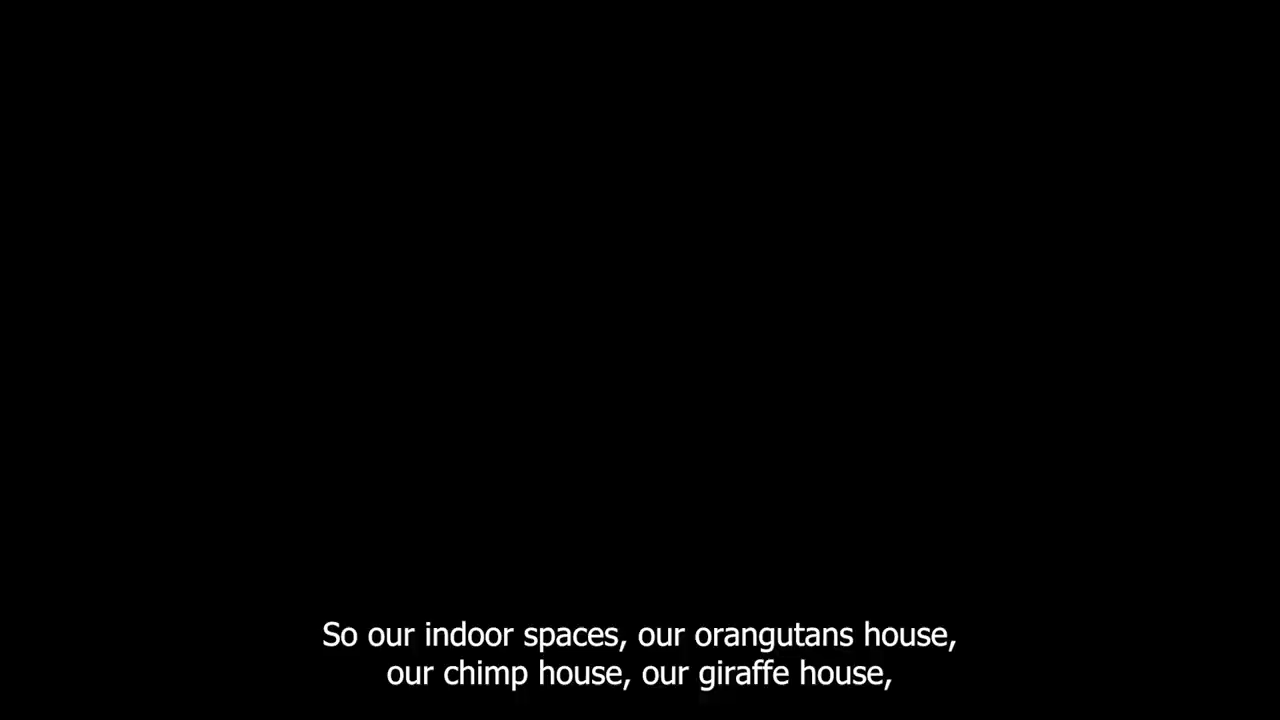 So our indoor spaces, our orangutans house,
our chimp house, our giraffe house,